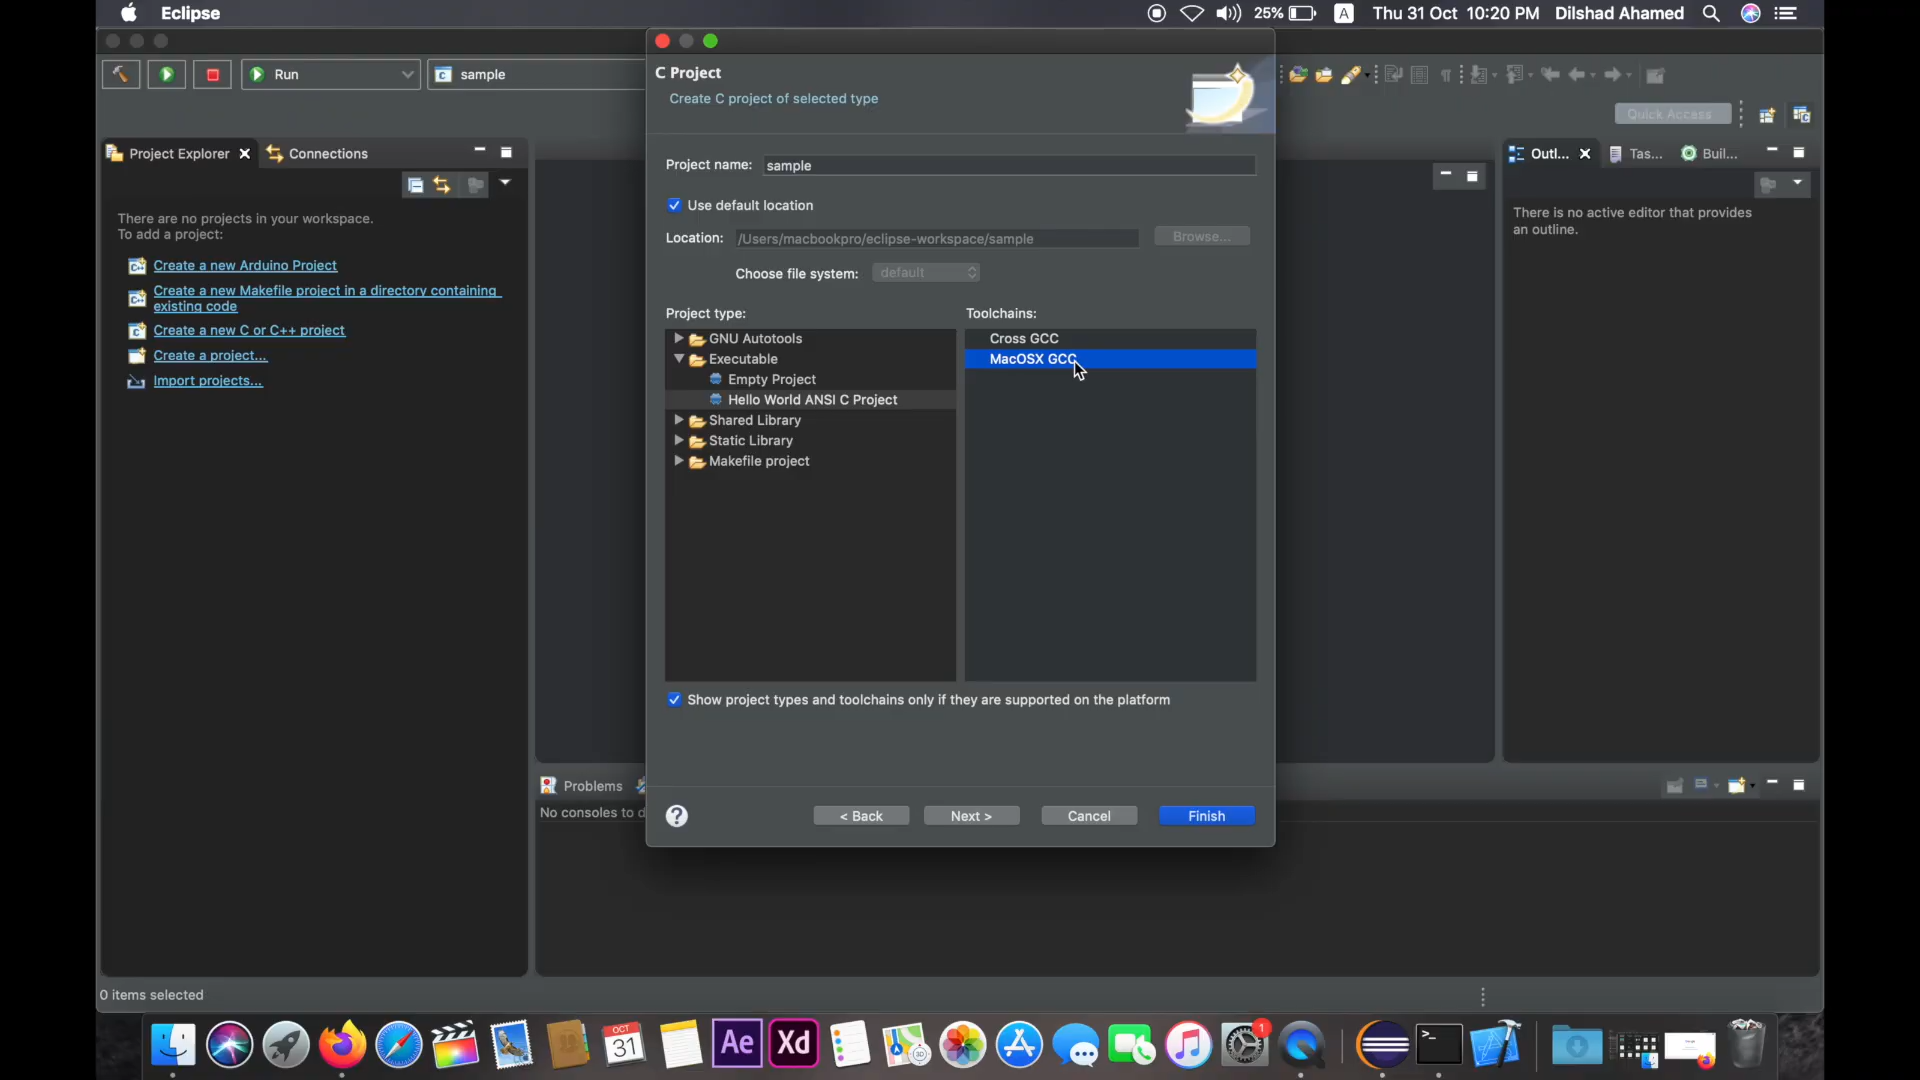 Eclipse
25%
A
Thu 31 Oct 10:20 PM
Dilshad Ahamed
Run
sample
C Project
Create C project of selected type
Quick Access
Project Explorer
Connections
Project name:
sample
Outl...
Tas...
Buil...
Use default location
There are no projects in your workspace.
To add a project:
Location:
/Users/macbookpro/eclipse-workspace/sample
Browse...
There is no active editor that provides
an outline.
Create a new Arduino Project
Choose file system:
default
Create a new Makefile project in a directory containing
existing code
Create a new C or C++ project
Create a project...
Import projects...
Project type:
Toolchains:
GNU Autotools
Executable
Empty Project
Hello World ANSI C Project
Shared Library
Static Library
Makefile project
Cross GCC
MacOSX GCC
Show project types and toolchains only if they are supported on the platform
Problems
No consoles to d
?
< Back
Next >
Cancel
Finish
0 items selected
OCT
31
Ae
Xd
3D
1
>_